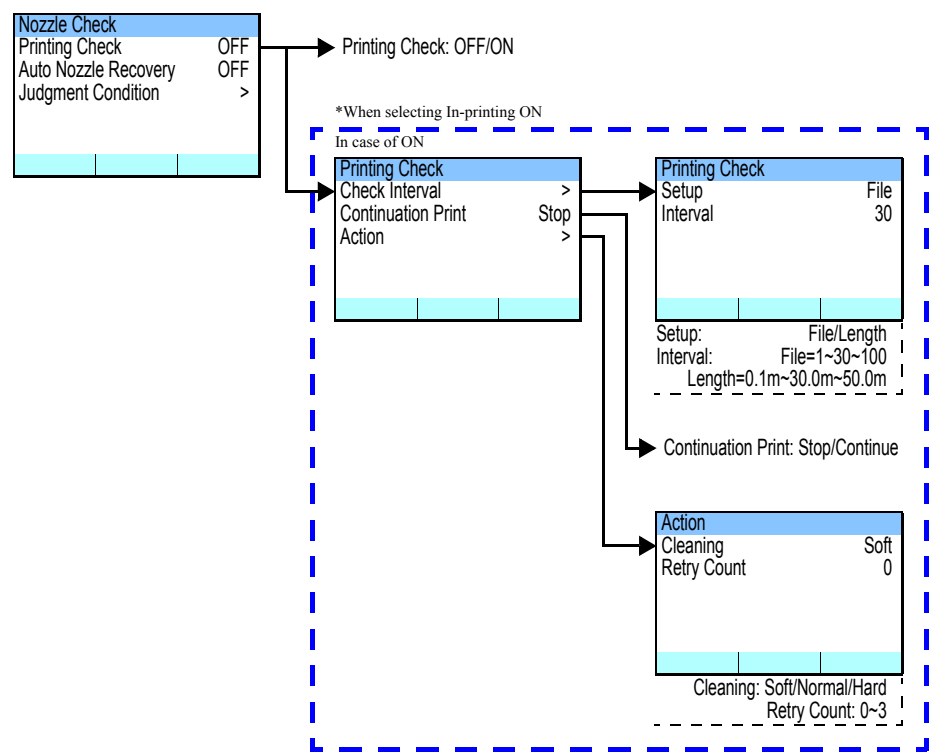 Nozzle Check
Printing Check OFF
Auto Nozzle Recovery OFF
Judgment Condition >
Printing Check: OFF/ON
*When selecting In-printing ON
In case of ON
Printing Check
Check Interval >
Continuation Print Stop
Action >
Printing Check
Setup File
Interval 30
Setup: File/Length
Interval: File=1~30~100
Length=0.1m~30.0m~50.0m
Continuation Print: Stop/Continue
Action
Cleaning Soft
Retry Count 0
Cleaning: Soft/Normal/Hard
Retry Count: 0~3